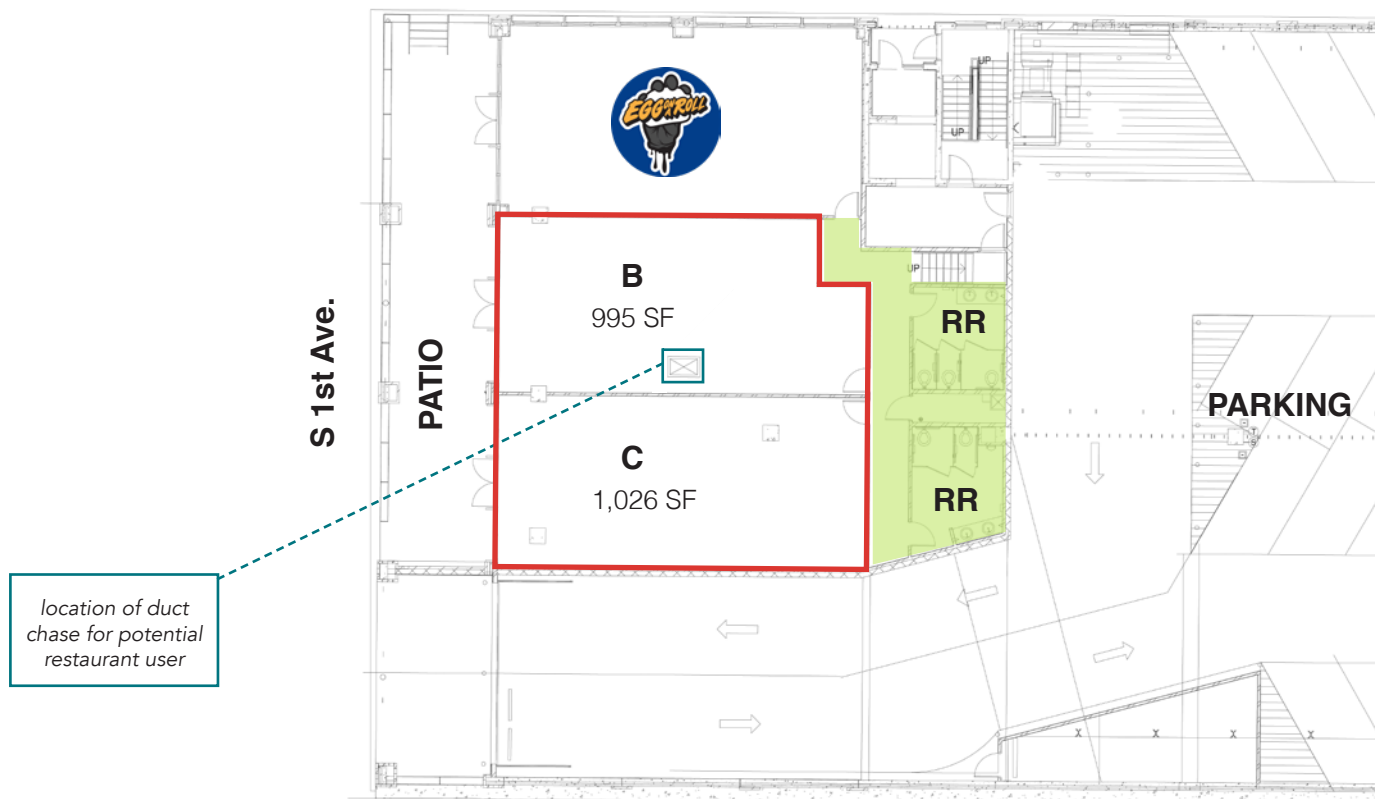 EGG ON A ROLL
UP
UP
B
995 SF
UP
RR
S 1st Ave.
PATIO
PARKING
C
1,026 SF
RR
location of duct
chase for potential
restaurant user
X X X X